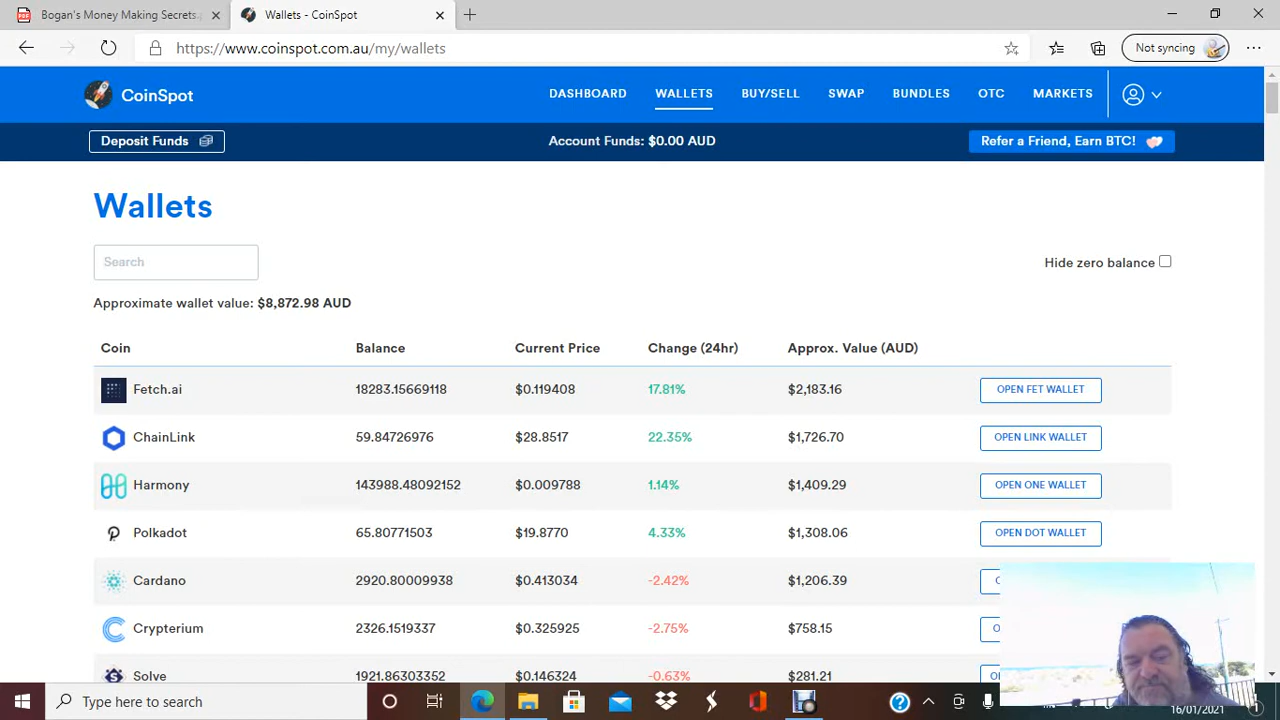 Bogan's Money Making Secrets
Wallets - CoinSpot
https://www.coinspot.com.au/my/wallets
Not syncing
CoinSpot
DASHBOARD WALLETS BUY/SELL SWAP BUNDLES OTC MARKETS
Deposit Funds Account Funds: $0.00 AUD Refer a Friend, Earn BTC!
Wallets
Search
Hide zero balance
Approximate wallet value: $8,872.98 AUD
Coin Balance Current Price Change (24hr) Approx. Value (AUD)
Fetch.ai 18283.15669118 $0.119408 17.81% $2,183.16 OPEN FET WALLET
ChainLink 59.84726976 $28.8517 22.35% $1,726.70 OPEN LINK WALLET
Harmony 143988.48092152 $0.009788 1.14% $1,409.29 OPEN ONE WALLET
Polkadot 65.80771503 $19.8770 4.33% $1,308.06 OPEN DOT WALLET
Cardano 2920.80009938 $0.413034 -2.42% $1,206.39
Crypterium 2326.1519337 $0.325925 -2.75% $758.15
Solve 1921.86303352 $0.146324 -0.63% $281.21
Type here to search
16/01/2021